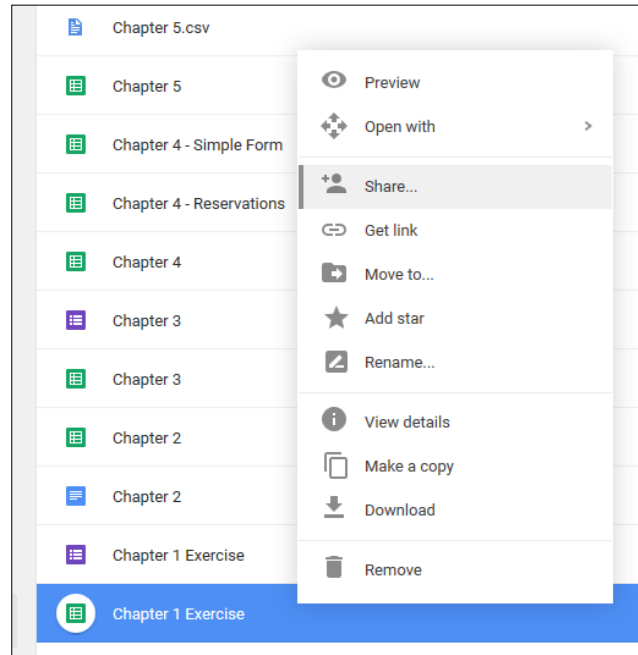 Chapter 5.csv
Chapter 5
Chapter 4 - Simple Form
Chapter 4 - Reservations
Chapter 4
Chapter 3
Chapter 3
Chapter 2
Chapter 2
Chapter 1 Exercise
Chapter 1 Exercise
Preview
Open with
Share...
Get link
Move to...
Add star
Rename...
View details
Make a copy
Download
Remove